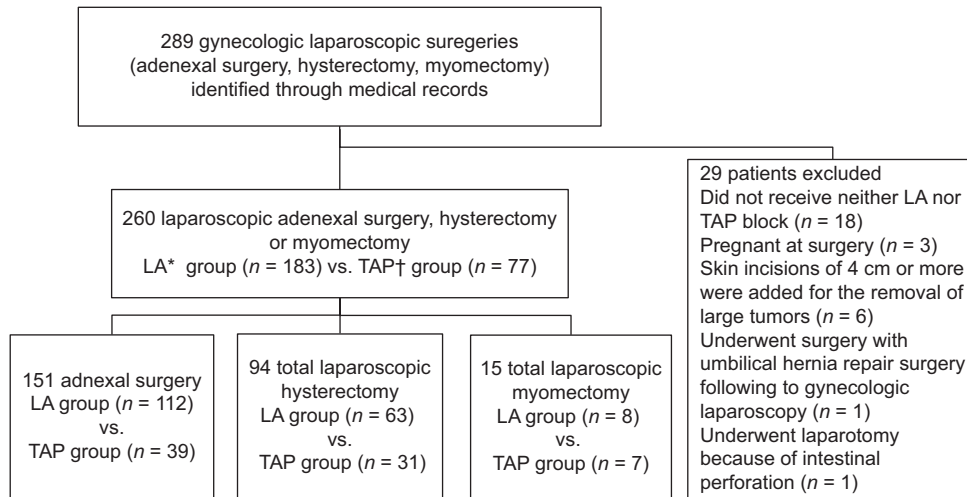 289 gynecologic laparoscopic suregeries
(adenexal surgery, hysterectomy, myomectomy)
identified through medical records
29 patients excluded
Did not receive neither LA nor
TAP block (n = 18)
Pregnant at surgery (n = 3)
Skin incisions of 4 cm or more
were added for the removal of
large tumors (n = 6)
Underwent surgery with
umbilical hernia repair surgery
following to gynecologic
laparoscopy (n = 1)
Underwent laparotomy
because of intestinal
perforation (n = 1)
260 laparoscopic adenexal surgery, hysterectomy
or myomectomy
LA* group (n = 183) vs. TAP† group (n = 77)
151 adnexal surgery
LA group (n = 112)
vs.
TAP group (n = 39)
94 total laparoscopic
hysterectomy
LA group (n = 63)
vs.
TAP group (n = 31)
15 total laparoscopic
myomectomy
LA group (n = 8)
vs.
TAP group (n = 7)